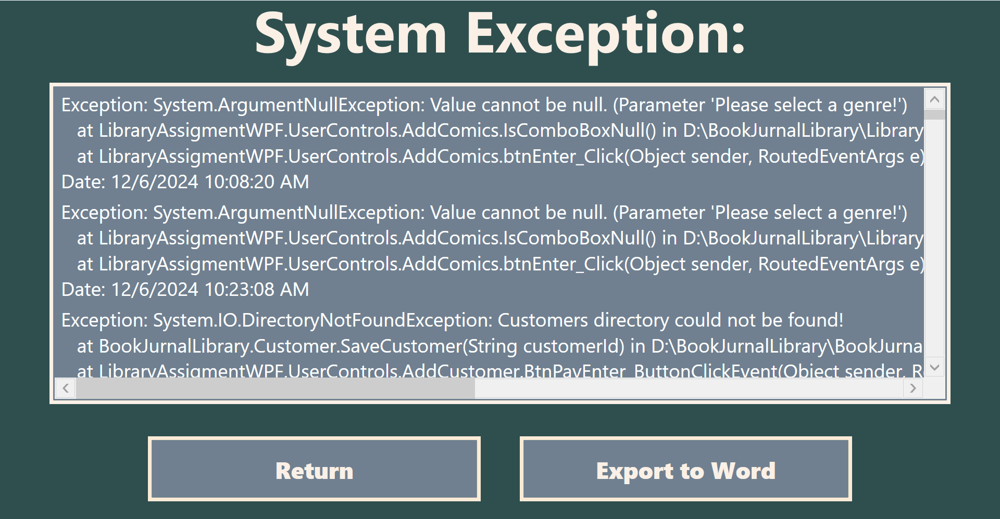 System Exception:
Exception: System.ArgumentNullException: Value cannot be null. (Parameter 'Please select a genre!')
at LibraryAssigmentWPF.UserControls.AddComics.IsComboBoxNull() in D:\BookJurnalLibrary\Library
at LibraryAssigmentWPF.UserControls.AddComics.btnEnter_Click(Object sender, RoutedEventArgs e)
Date: 12/6/2024 10:08:20 AM
Exception: System.ArgumentNullException: Value cannot be null. (Parameter 'Please select a genre!')
at LibraryAssigmentWPF.UserControls.AddComics.IsComboBoxNull() in D:\BookJurnalLibrary\Library
at LibraryAssigmentWPF.UserControls.AddComics.btnEnter_Click(Object sender, RoutedEventArgs e)
Date: 12/6/2024 10:23:08 AM
Exception: System.IO.DirectoryNotFoundException: Customers directory could not be found!
at BookJurnalLibrary.Customer.SaveCustomer(String customerId) in D:\BookJurnalLibrary\BookJurna
at LibraryAssigmentWPF.UserControls.AddCustomer.BtnPayEnter_ButtonClickEvent(Object sender,
Return
Export to Word